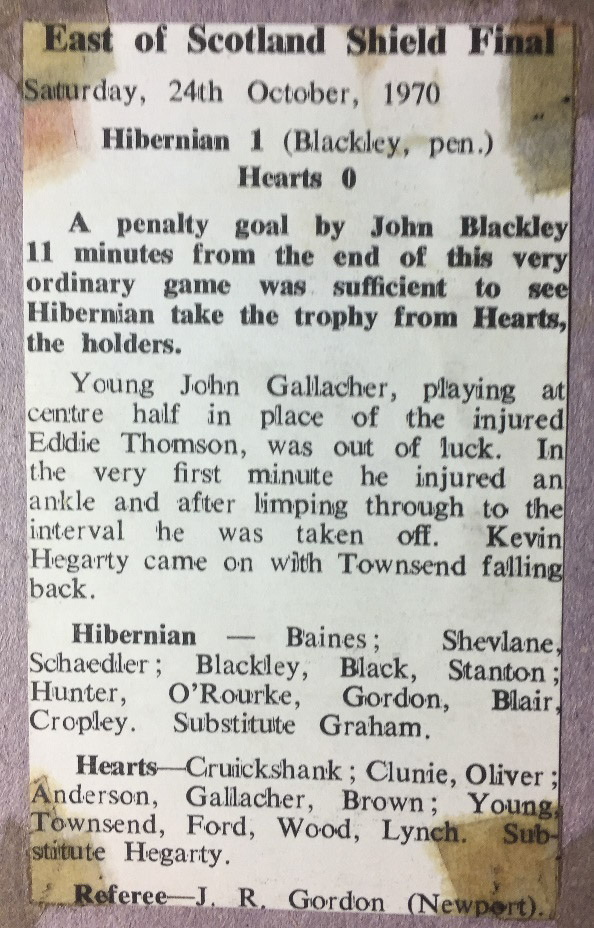 East of Scotland Shield Final
Saturday, 24th October, 1970
Hibernian 1 (Blackley, pen.)
Hearts 0
A penalty goal by John Blackley
11 minutes from the end of this very
ordinary game was sufficient to see
Hibernian take the trophy from Hearts,
the holders.
Young John Gallacher, playing at
centre half in place of the injured
Eddie Thomson, was out of luck. In
the very first minute he injured an
ankle and after limping through to the
interval he was taken off. Kevin
Hegarty came on with Townsend falling
back.
Hibernian — Baines; Shevlane,
Schaedler; Blackley, Black, Stanton;
Hunter, O'Rourke, Gordon, Blair,
Cropley. Substitute Graham.
Hearts—Cruickshank; Clunie, Oliver;
Anderson, Gallacher, Brown; Young,
Townsend, Ford, Wood, Lynch. Sub-
stitute Hegarty.
Referee—J. R. Gordon (Newport).